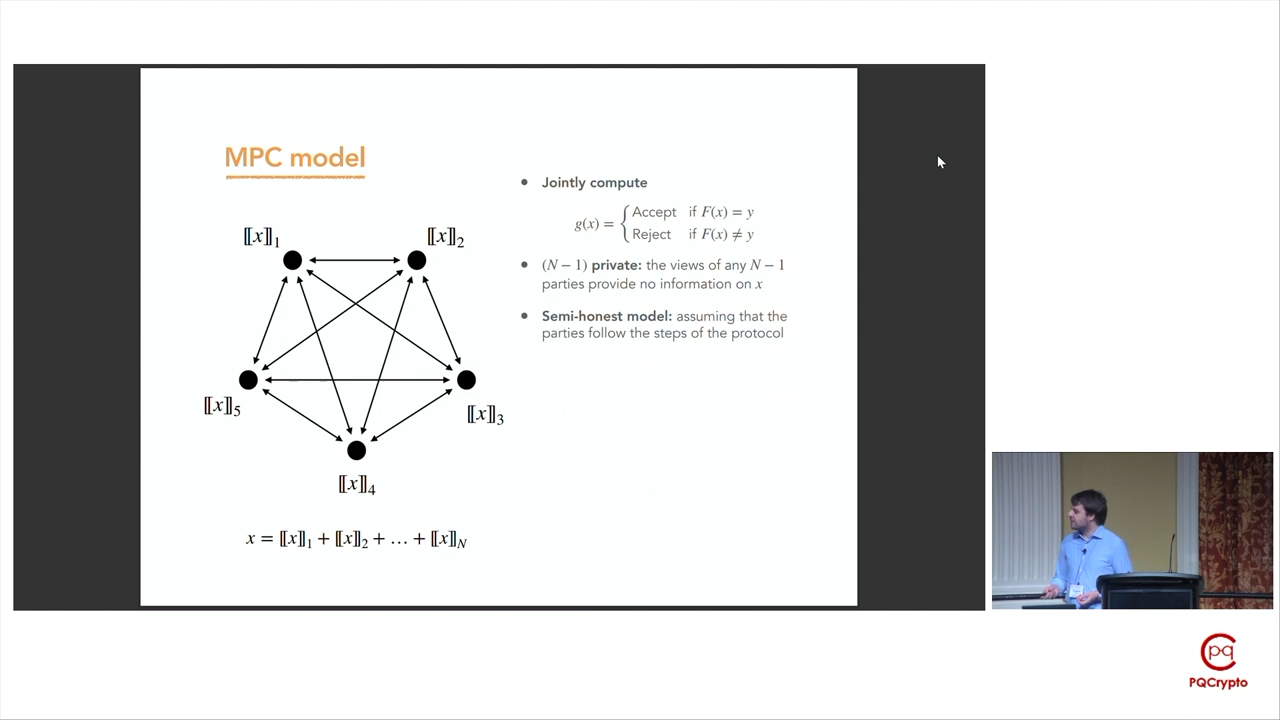 MPC model
⟦x⟧₁
⟦x⟧₂
⟦x⟧₅
⟦x⟧₃
⟦x⟧₄
x = ⟦x⟧₁ + ⟦x⟧₂ + … + ⟦x⟧_N
• Jointly compute
g(x) = { Accept if F(x) = y
Reject if F(x) ≠ y
• (N − 1) private: the views of any N − 1
parties provide no information on x
• Semi-honest model: assuming that the
parties follow the steps of the protocol
pq
PQCrypto